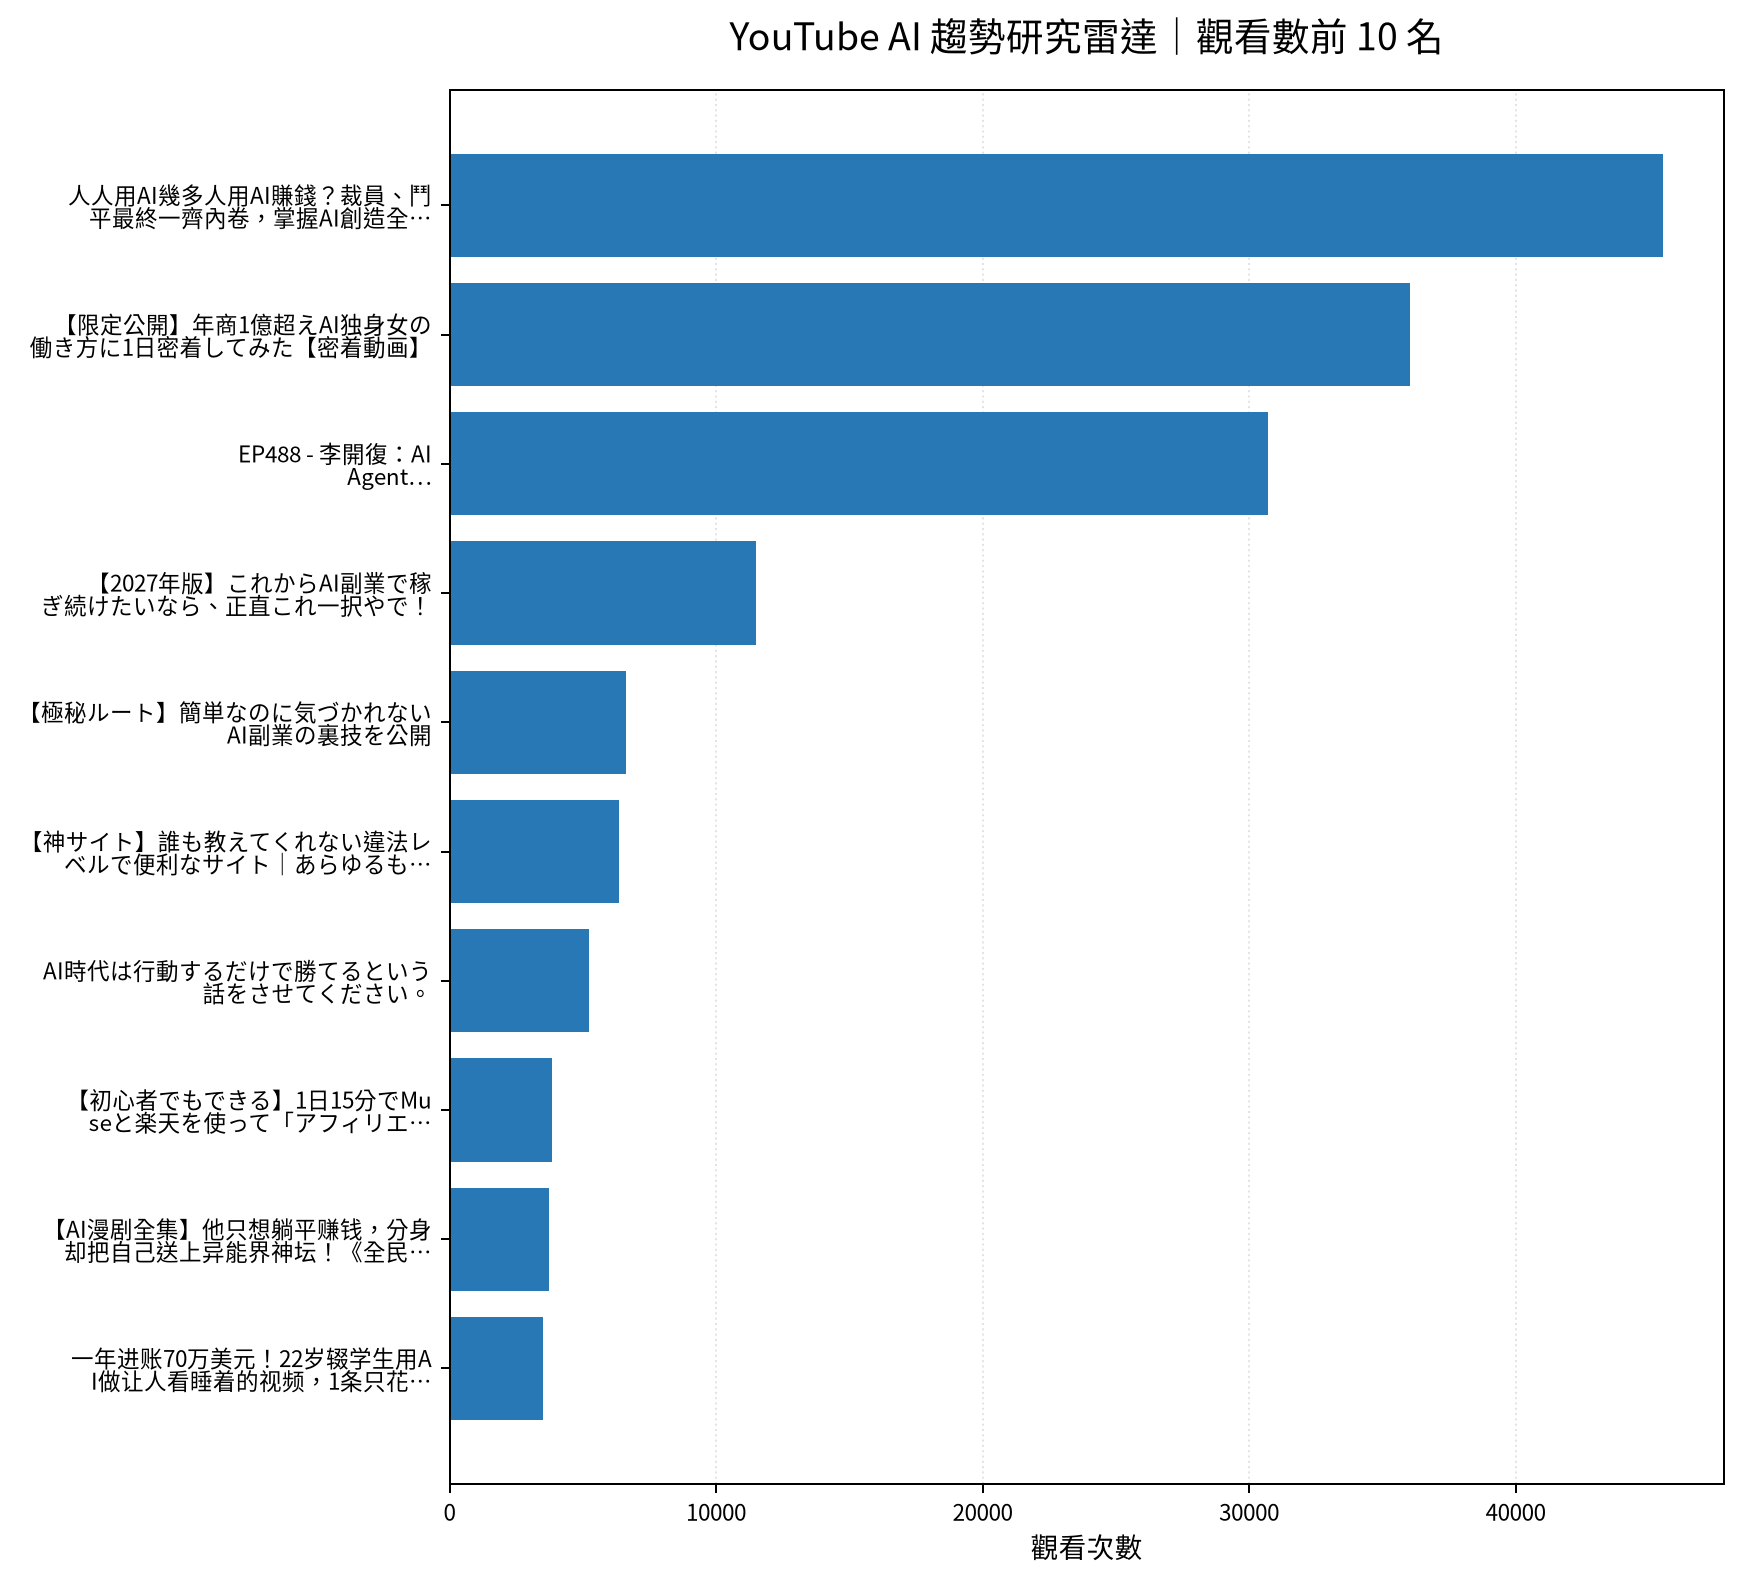 YouTube AI 趨勢研究雷達｜觀看數前 10 名
人人用AI幾多人用AI賺錢？裁員、鬥
平最終一齊內卷，掌握AI創造全…
【限定公開】年商1億超えAI独身女の
働き方に1日密着してみた【密着動画】
EP488 - 李開復：AI
Agent…
【2027年版】これからAI副業で稼
ぎ続けたいなら、正直これ一択やで！
【極秘ルート】簡単なのに気づかれない
AI副業の裏技を公開
【神サイト】誰も教えてくれない違法レ
ベルで便利なサイト｜あらゆるも…
AI時代は行動するだけで勝てるという
話をさせてください。
【初心者でもできる】1日15分でMu
seと楽天を使って「アフィリエ…
【AI漫剧全集】他只想躺平赚钱，分身
却把自己送上异能界神坛！《全民…
一年进账70万美元！22岁辍学生用A
I做让人看睡着的视频，1条只花…
0 10000 20000 30000 40000
觀看次數